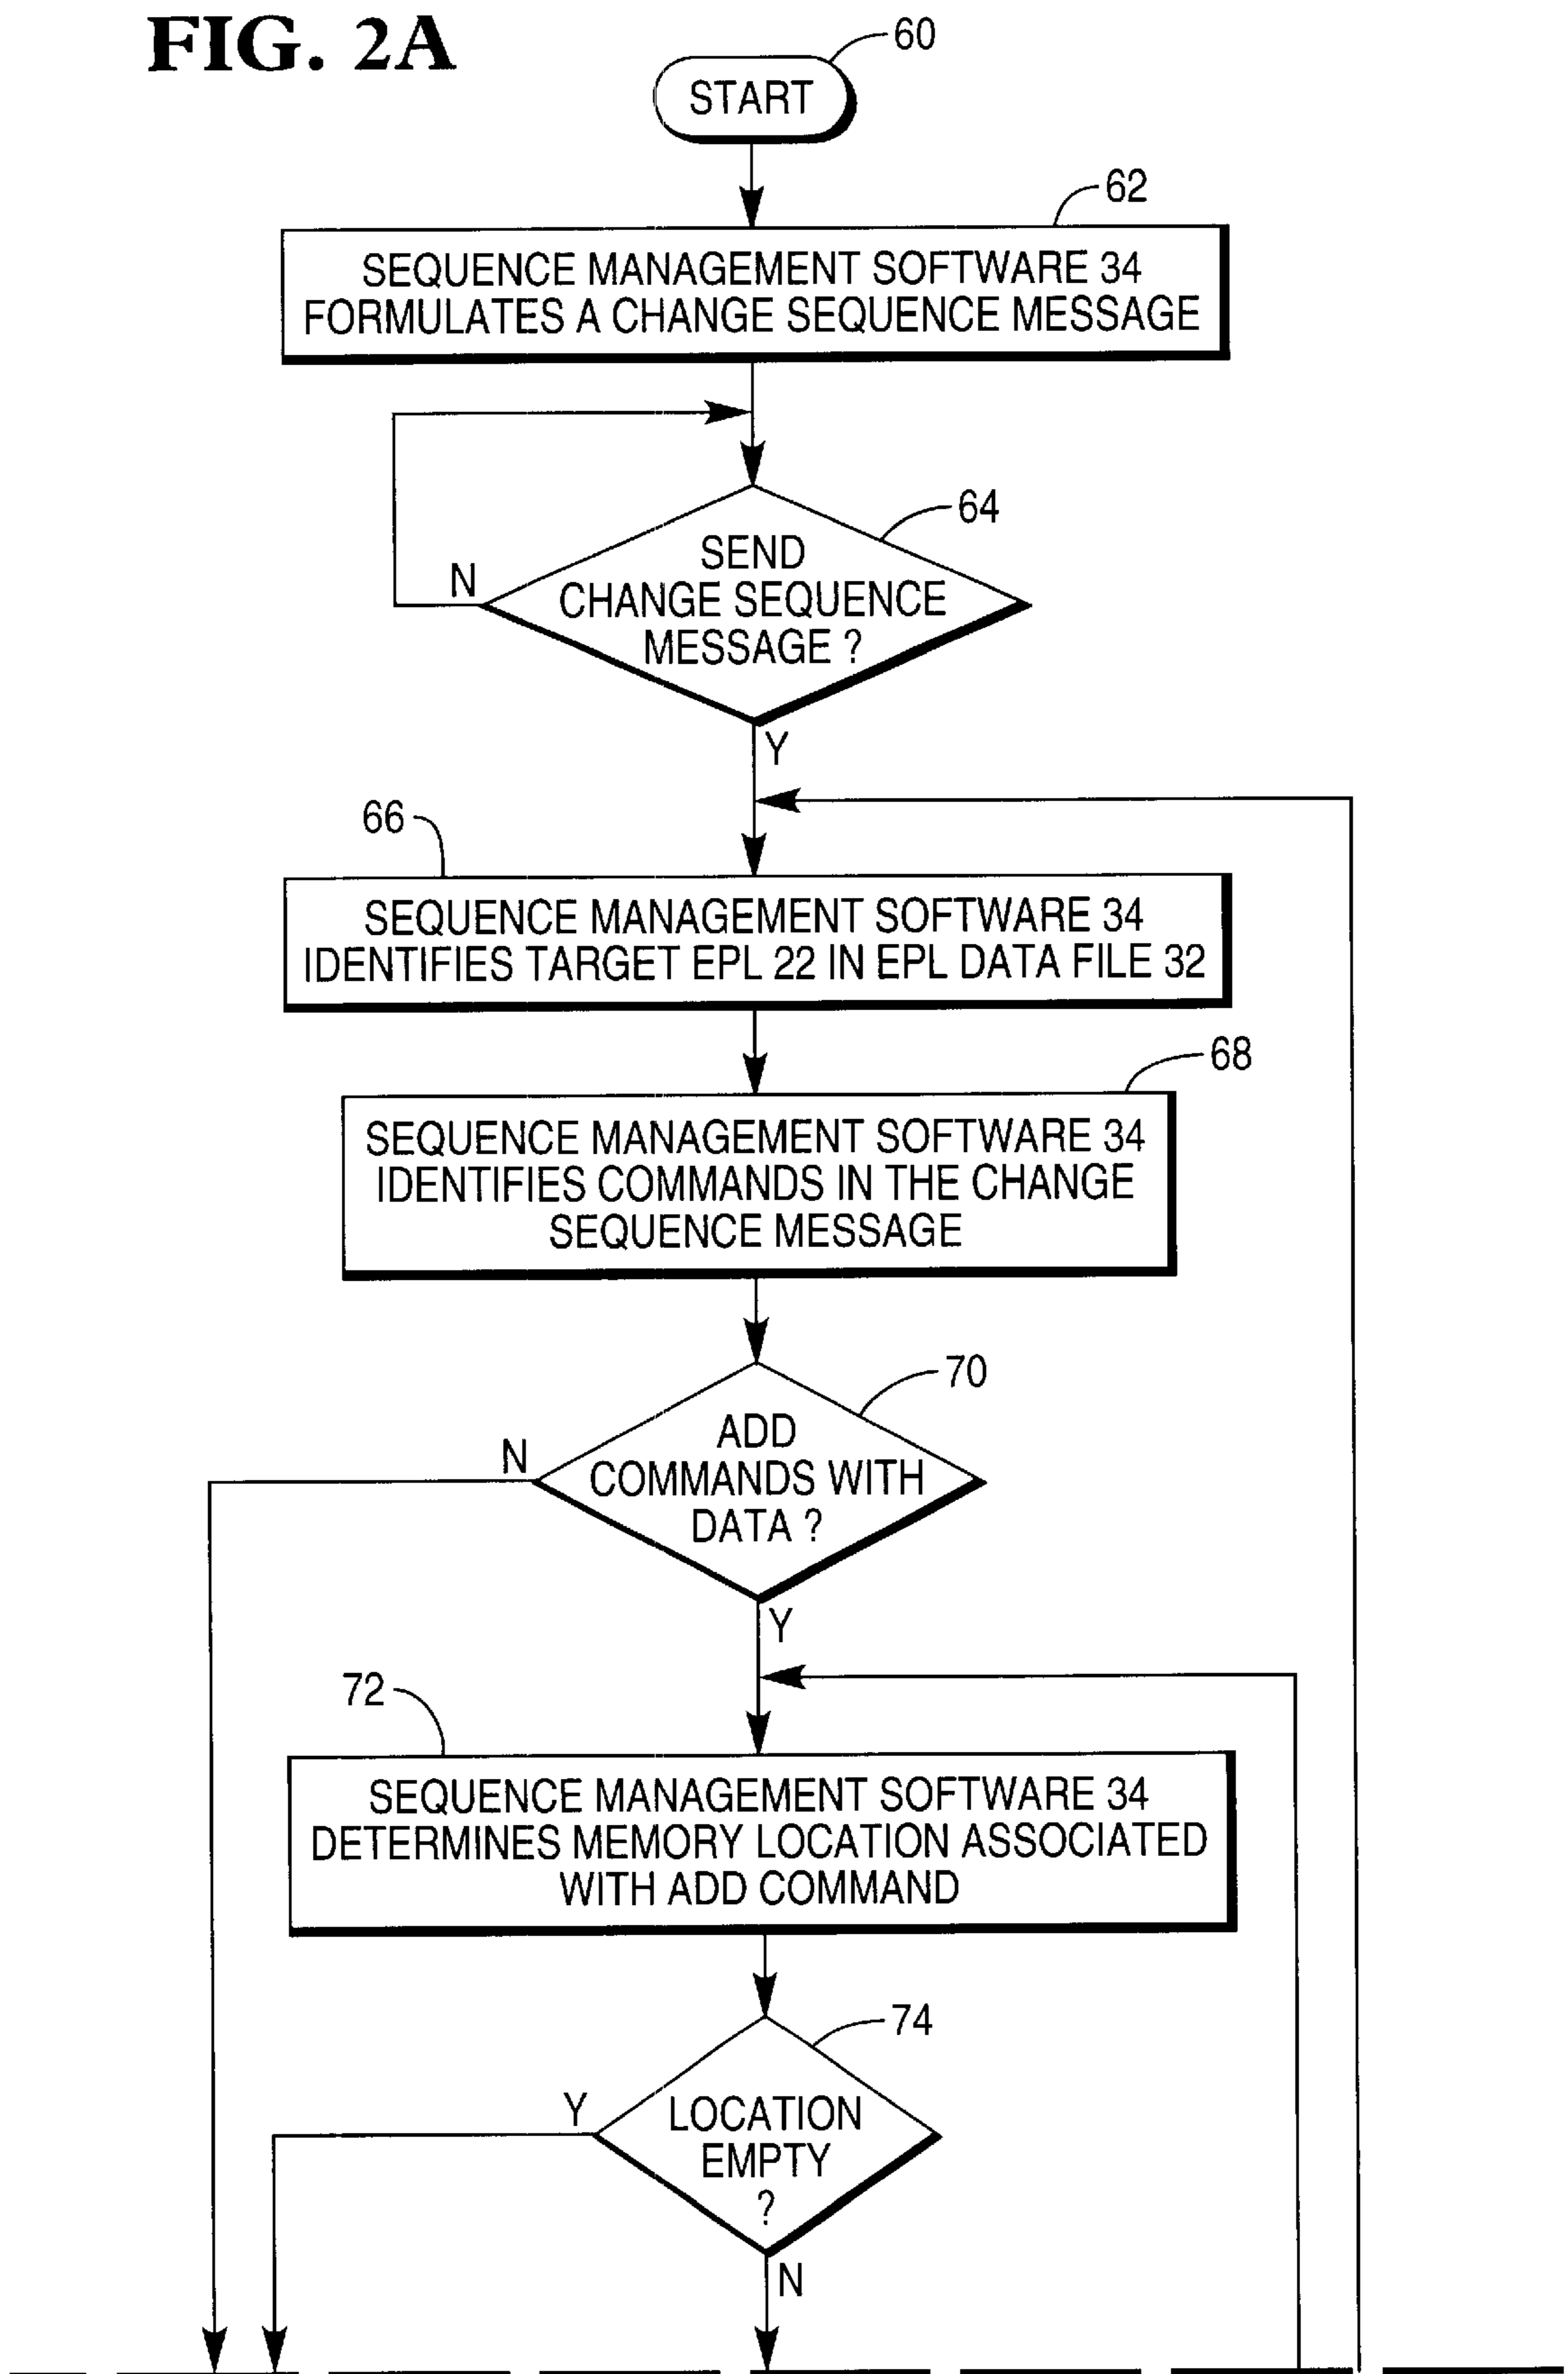 FIG. 2A
60
START
62
SEQUENCE MANAGEMENT SOFTWARE 34
FORMULATES A CHANGE SEQUENCE MESSAGE
64
SEND
CHANGE SEQUENCE
MESSAGE ?
N
Y
66
SEQUENCE MANAGEMENT SOFTWARE 34
IDENTIFIES TARGET EPL 22 IN EPL DATA FILE 32
68
SEQUENCE MANAGEMENT SOFTWARE 34
IDENTIFIES COMMANDS IN THE CHANGE
SEQUENCE MESSAGE
70
ADD
COMMANDS WITH
DATA ?
N
Y
72
SEQUENCE MANAGEMENT SOFTWARE 34
DETERMINES MEMORY LOCATION ASSOCIATED
WITH ADD COMMAND
74
Y
LOCATION
EMPTY
?
N